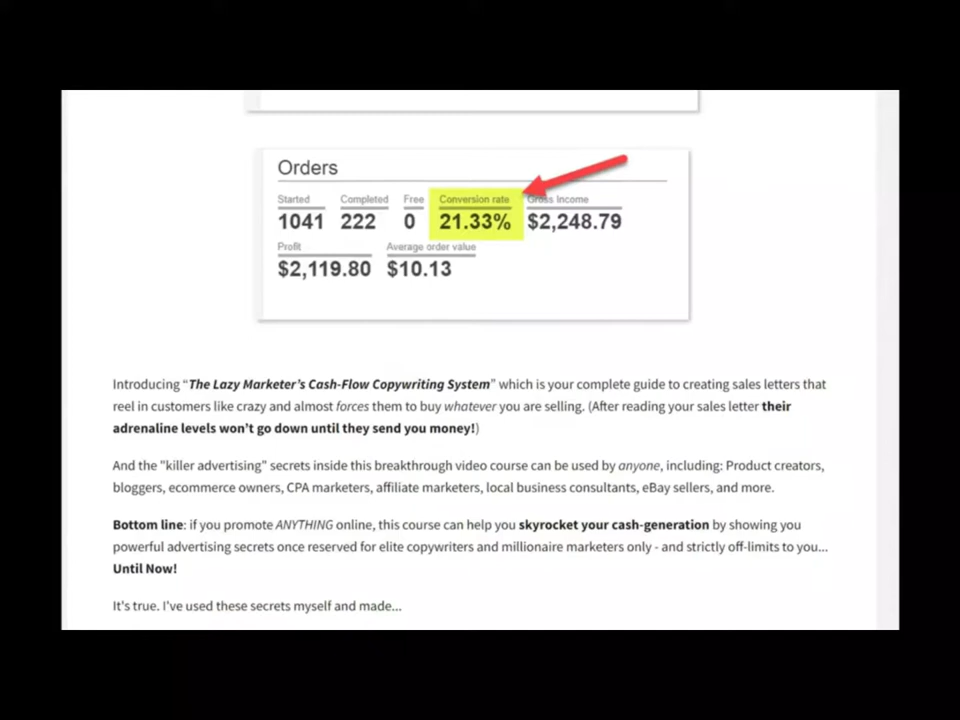 Orders
Started Completed Free Conversion rate Gross Income
1041 222 0 21.33% $2,248.79
Profit Average order value
$2,119.80 $10.13
Introducing “The Lazy Marketer’s Cash-Flow Copywriting System” which is your complete guide to creating sales letters that
reel in customers like crazy and almost forces them to buy whatever you are selling. (After reading your sales letter their
adrenaline levels won’t go down until they send you money!)
And the "killer advertising" secrets inside this breakthrough video course can be used by anyone, including: Product creators,
bloggers, ecommerce owners, CPA marketers, affiliate marketers, local business consultants, eBay sellers, and more.
Bottom line: if you promote ANYTHING online, this course can help you skyrocket your cash-generation by showing you
powerful advertising secrets once reserved for elite copywriters and millionaire marketers only - and strictly off-limits to you...
Until Now!
It's true. I've used these secrets myself and made...